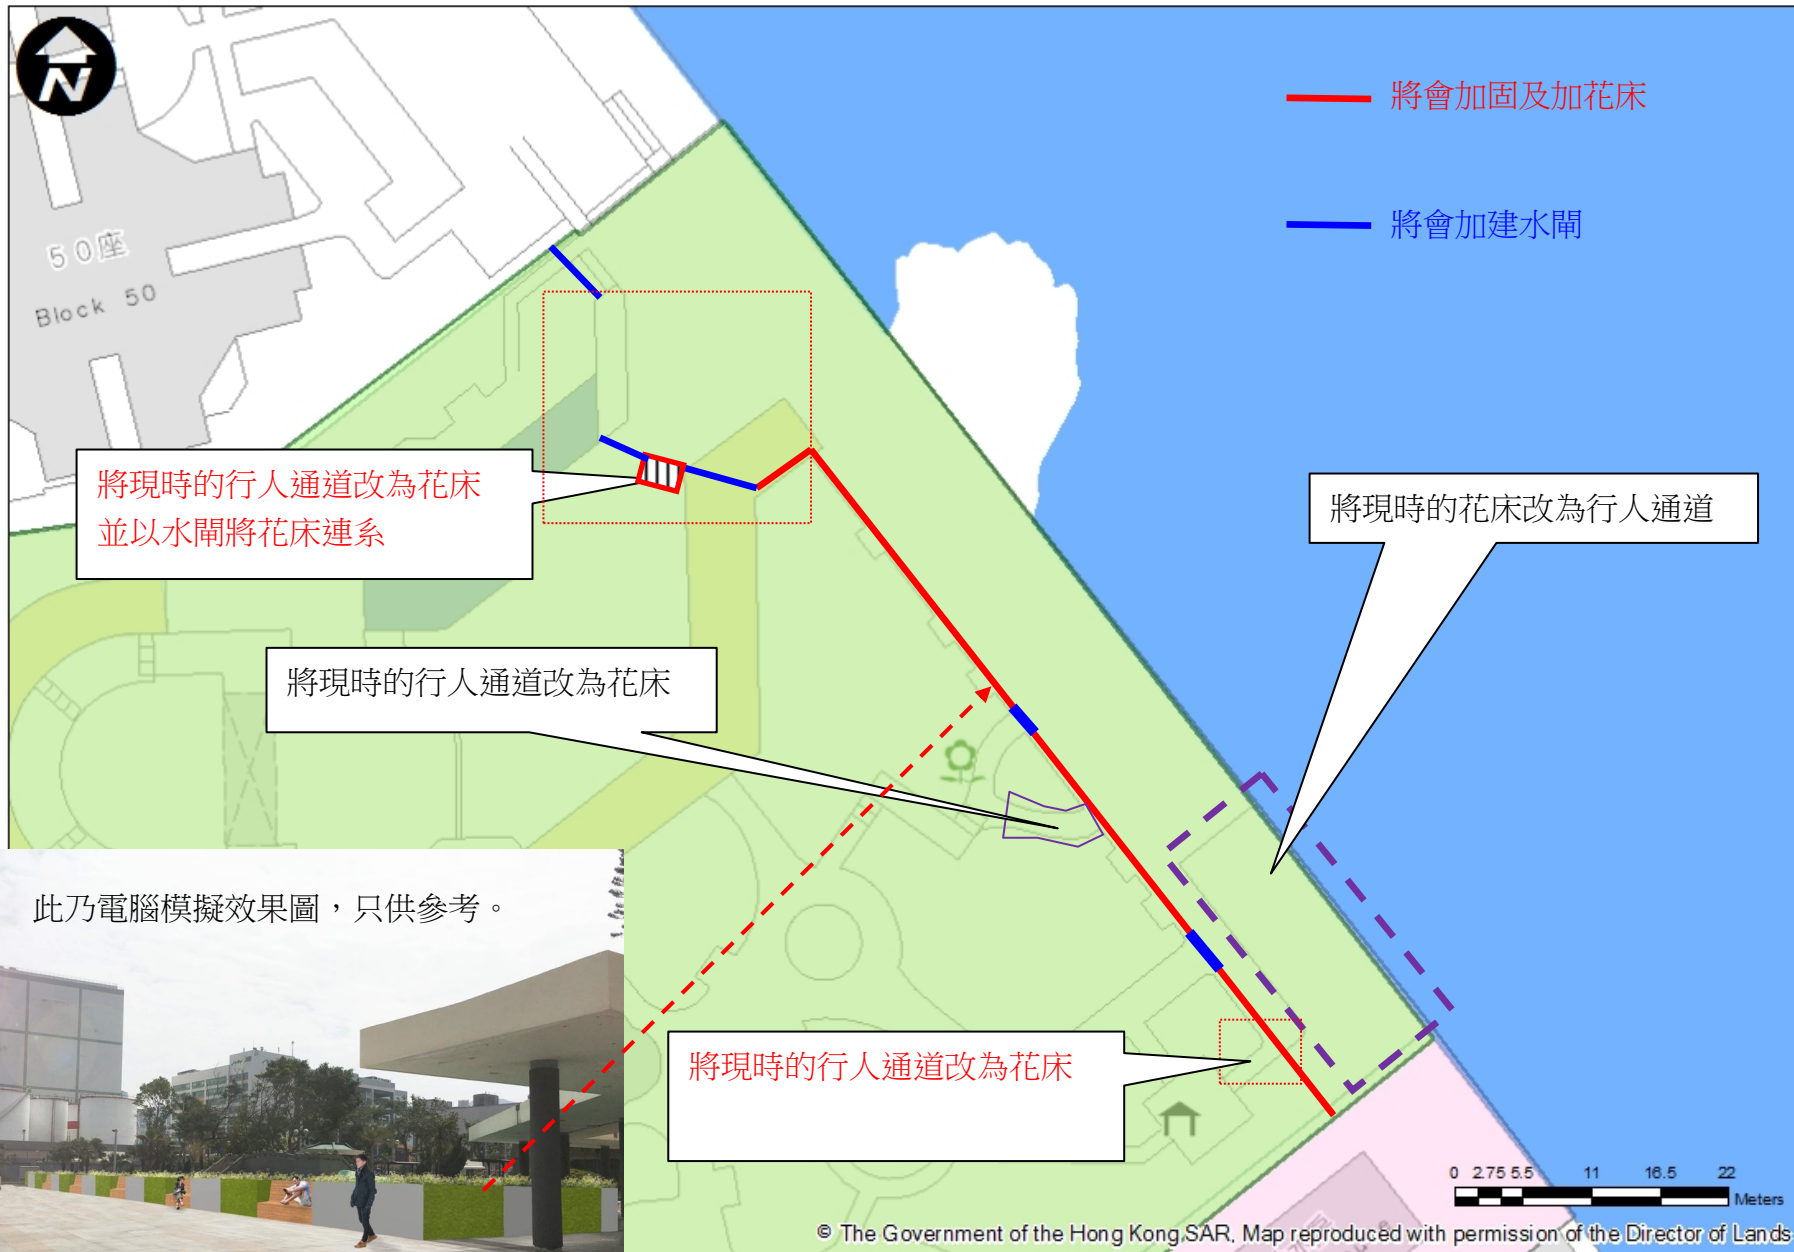 N
將會加固及加花床
將會加建水閘
50座
Block 50
將現時的行人通道改為花床
並以水閘將花床連系
將現時的花床改為行人通道
將現時的行人通道改為花床
此乃電腦模擬效果圖，只供參考。
將現時的行人通道改為花床
0 2.75 5.5 11 16.5 22
Meters
© The Government of the Hong Kong SAR, Map reproduced with permission of the Director of Lands